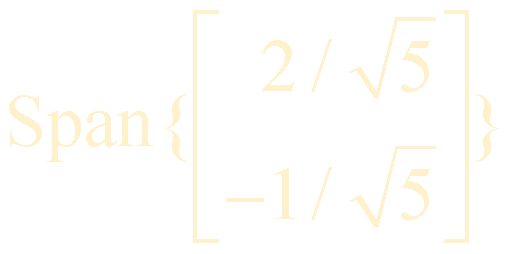 Span { [ 2 / √5
−1 / √5 ] }